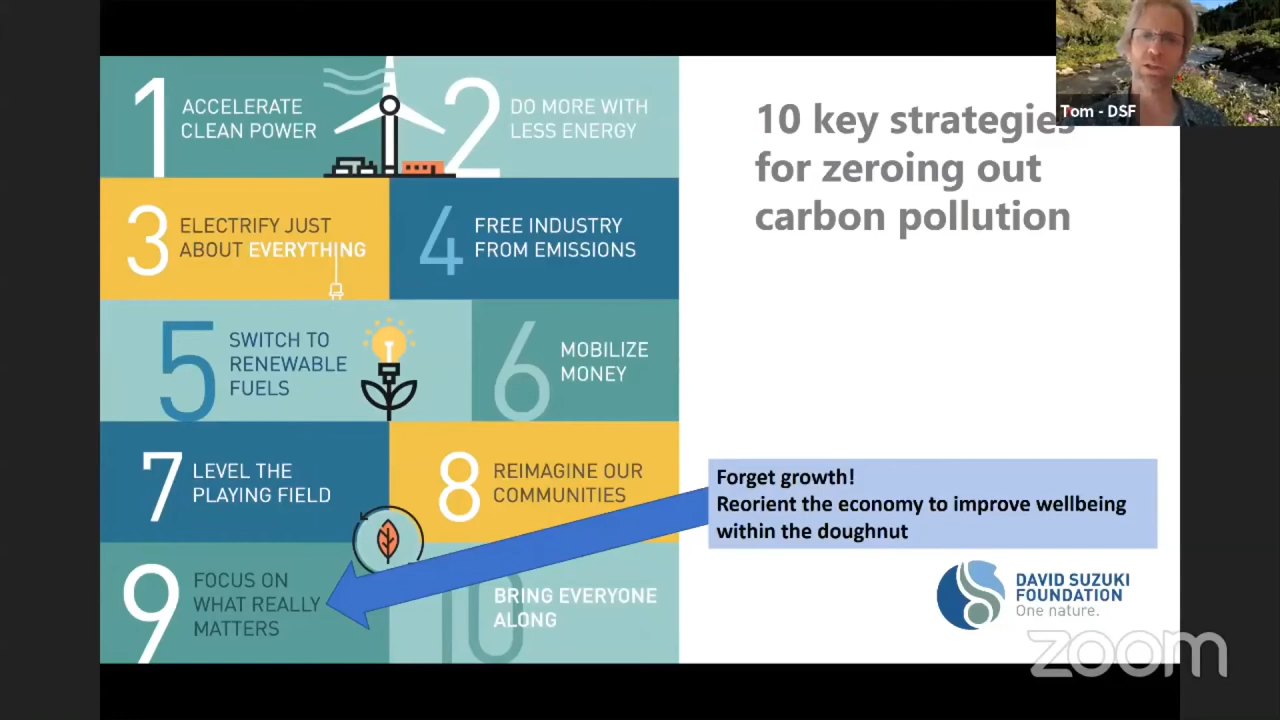 1
ACCELERATE
CLEAN POWER
2
DO MORE WITH
LESS ENERGY
3
ELECTRIFY JUST
ABOUT EVERYTHING
4
FREE INDUSTRY
FROM EMISSIONS
5
SWITCH TO
RENEWABLE
FUELS
6
MOBILIZE
MONEY
7
LEVEL THE
PLAYING FIELD
8
REIMAGINE OUR
COMMUNITIES
9
FOCUS ON
WHAT REALLY
MATTERS
10
BRING EVERYONE
ALONG
10 key strategies
for zeroing out
carbon pollution
Tom - DSF
Forget growth!
Reorient the economy to improve wellbeing
within the doughnut
DAVID SUZUKI
FOUNDATION
One nature.
zoom